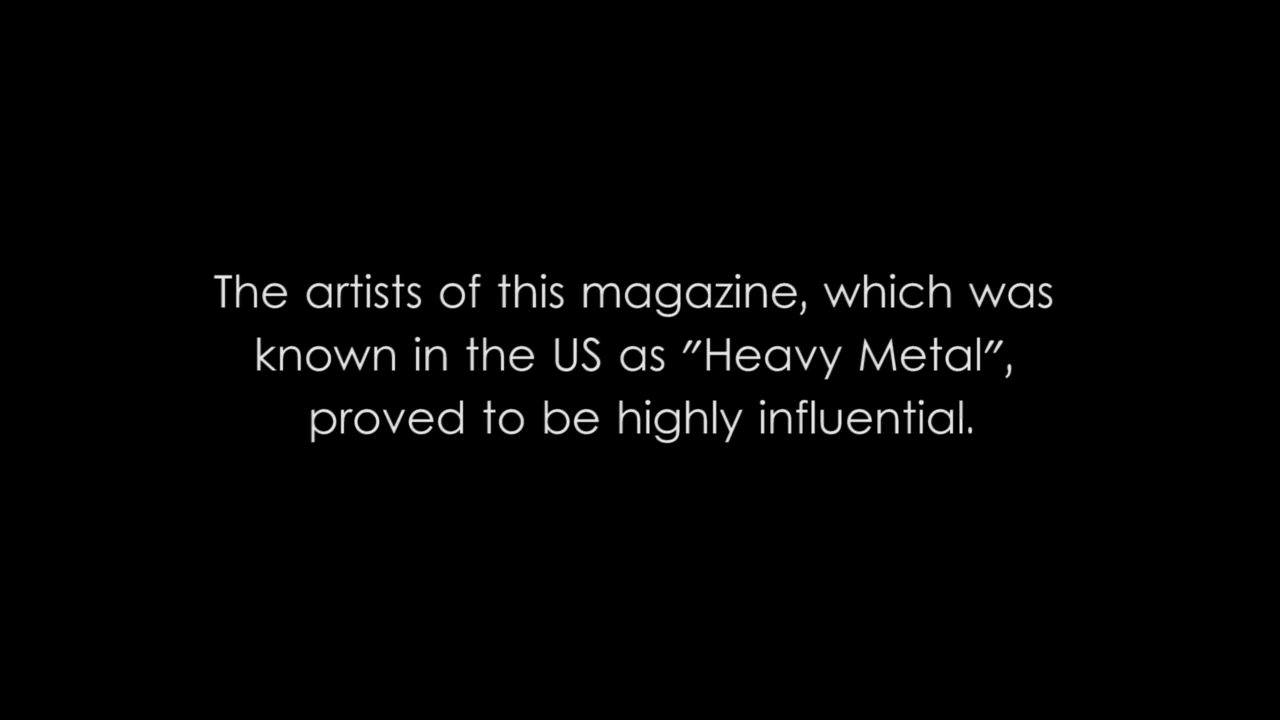 The artists of this magazine, which was
known in the US as "Heavy Metal",
proved to be highly influential.